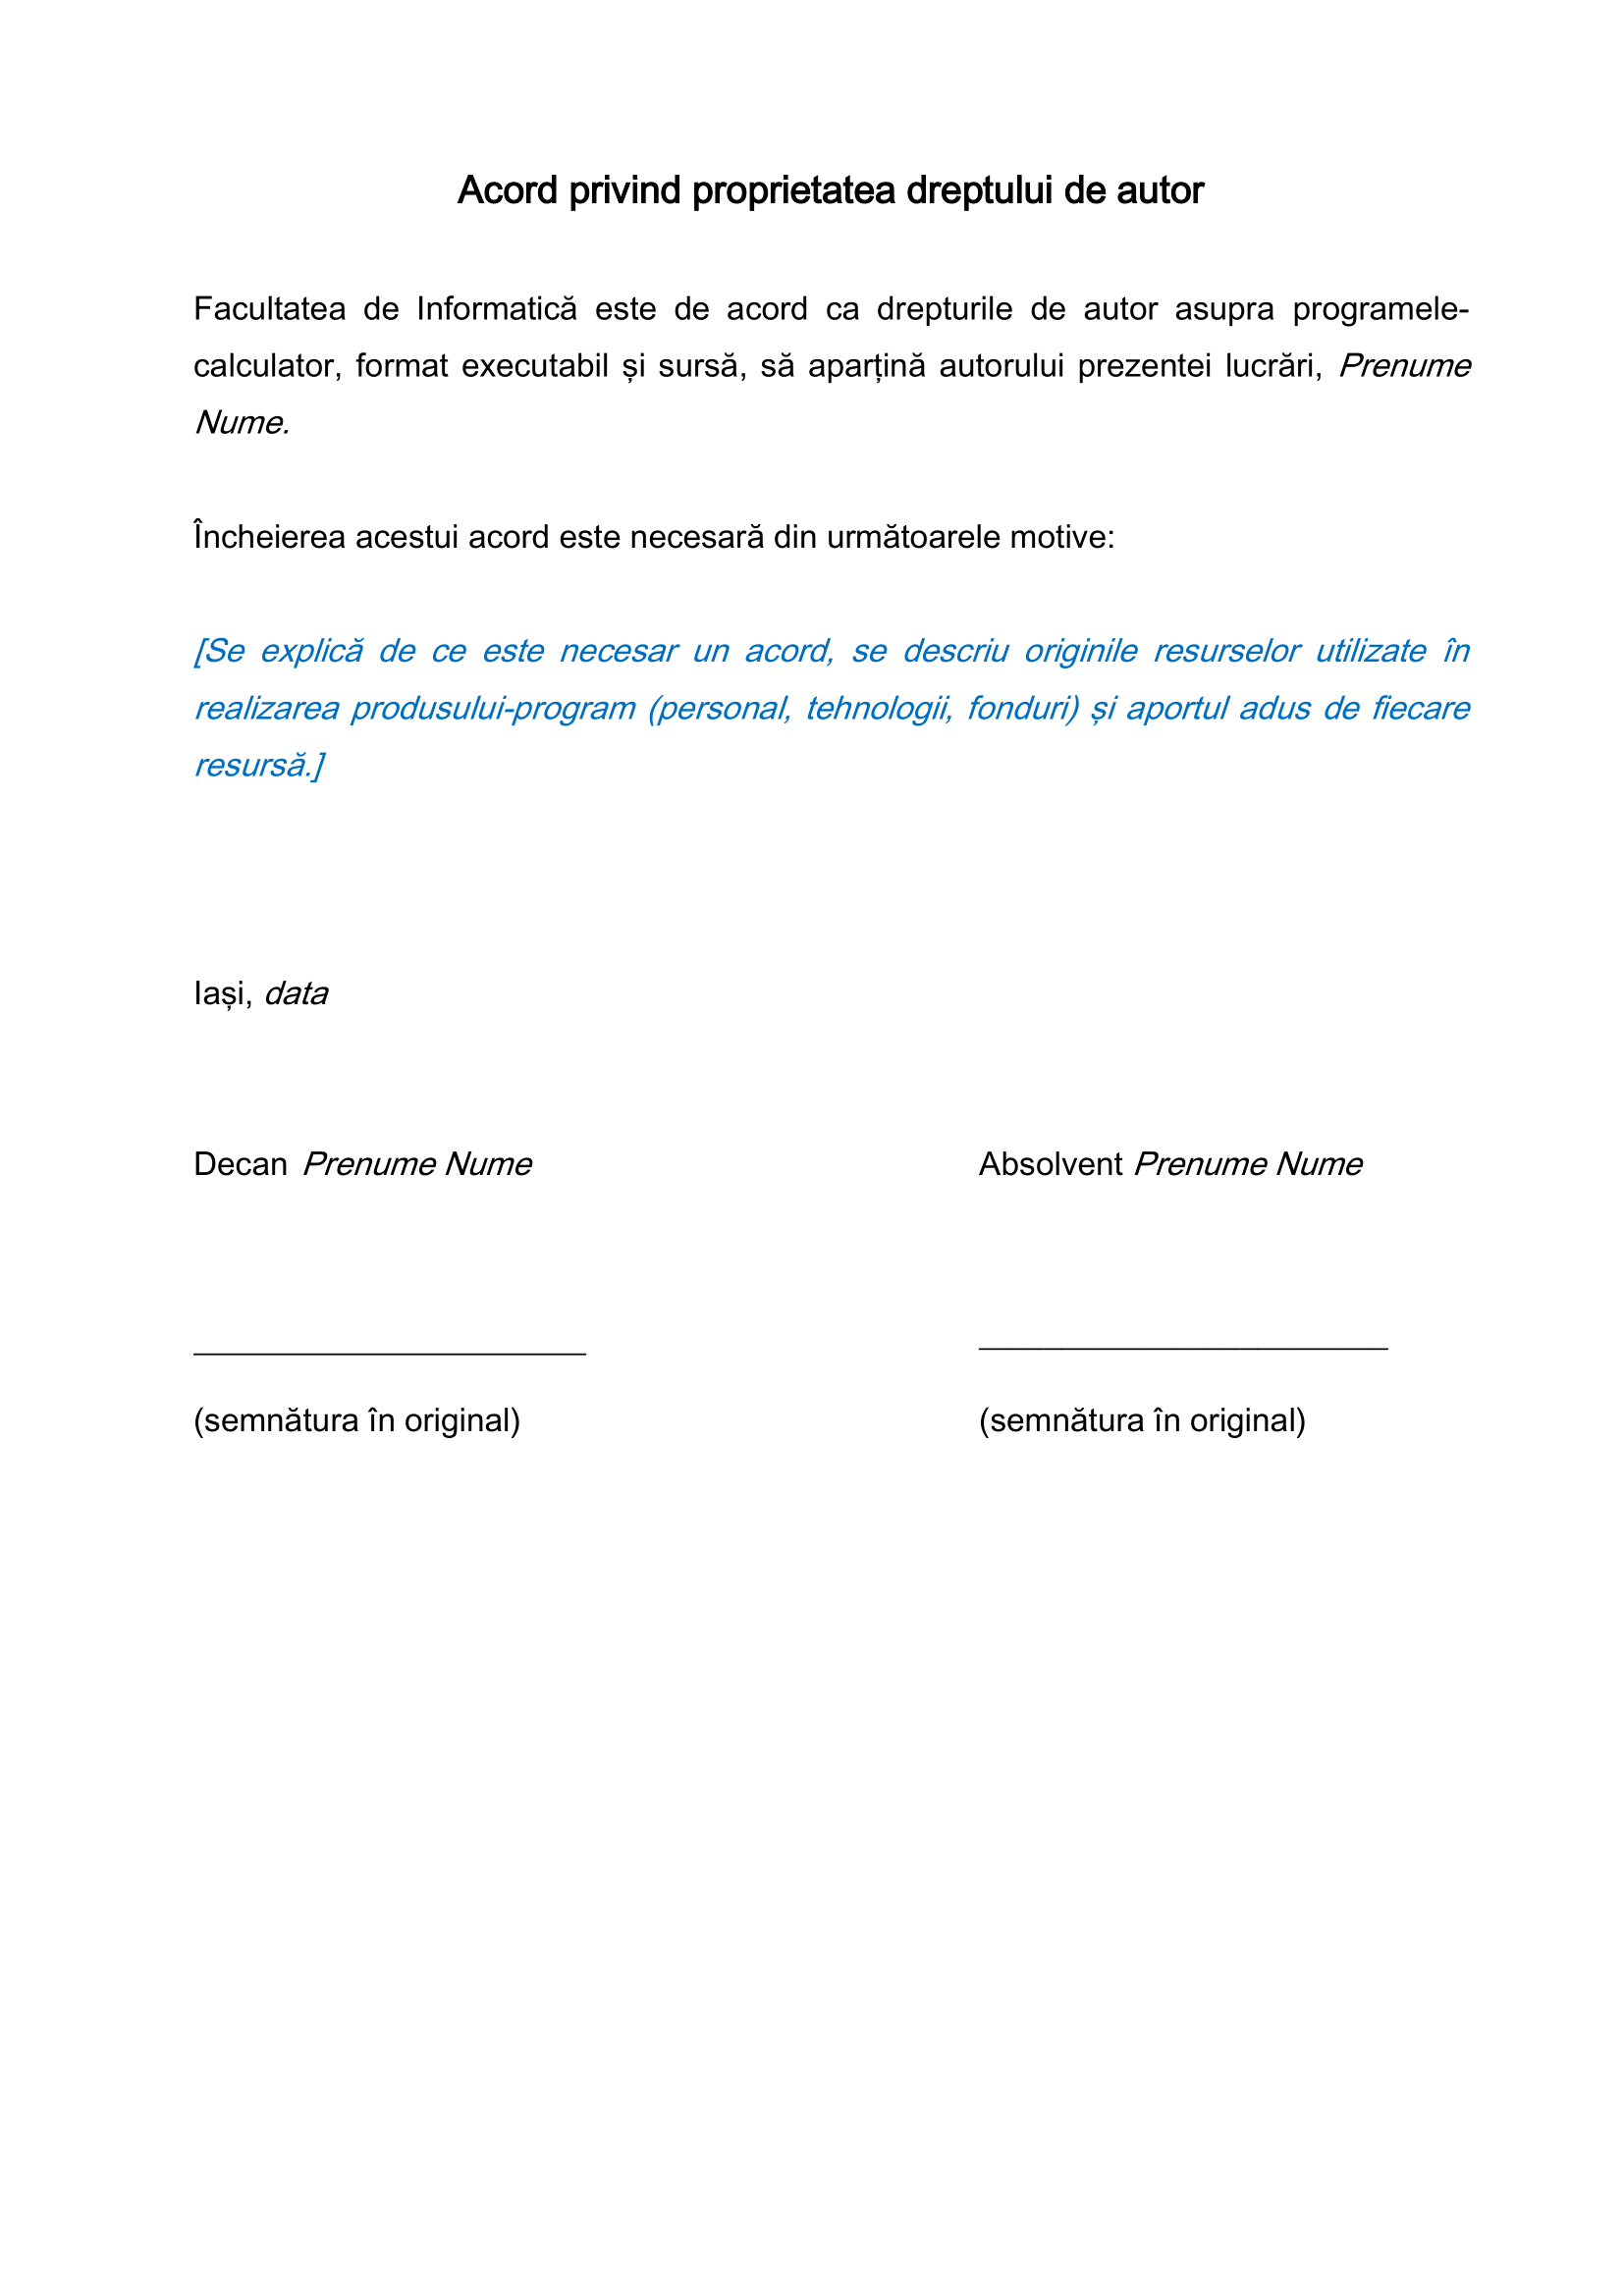 Acord privind proprietatea dreptului de autor
Facultatea de Informatică este de acord ca drepturile de autor asupra programele-
calculator, format executabil și sursă, să aparțină autorului prezentei lucrări, Prenume
Nume.
Încheierea acestui acord este necesară din următoarele motive:
[Se explică de ce este necesar un acord, se descriu originile resurselor utilizate în
realizarea produsului-program (personal, tehnologii, fonduri) și aportul adus de fiecare
resursă.]
Iași, data
Decan Prenume Nume Absolvent Prenume Nume
________________________ _________________________
(semnătura în original) (semnătura în original)